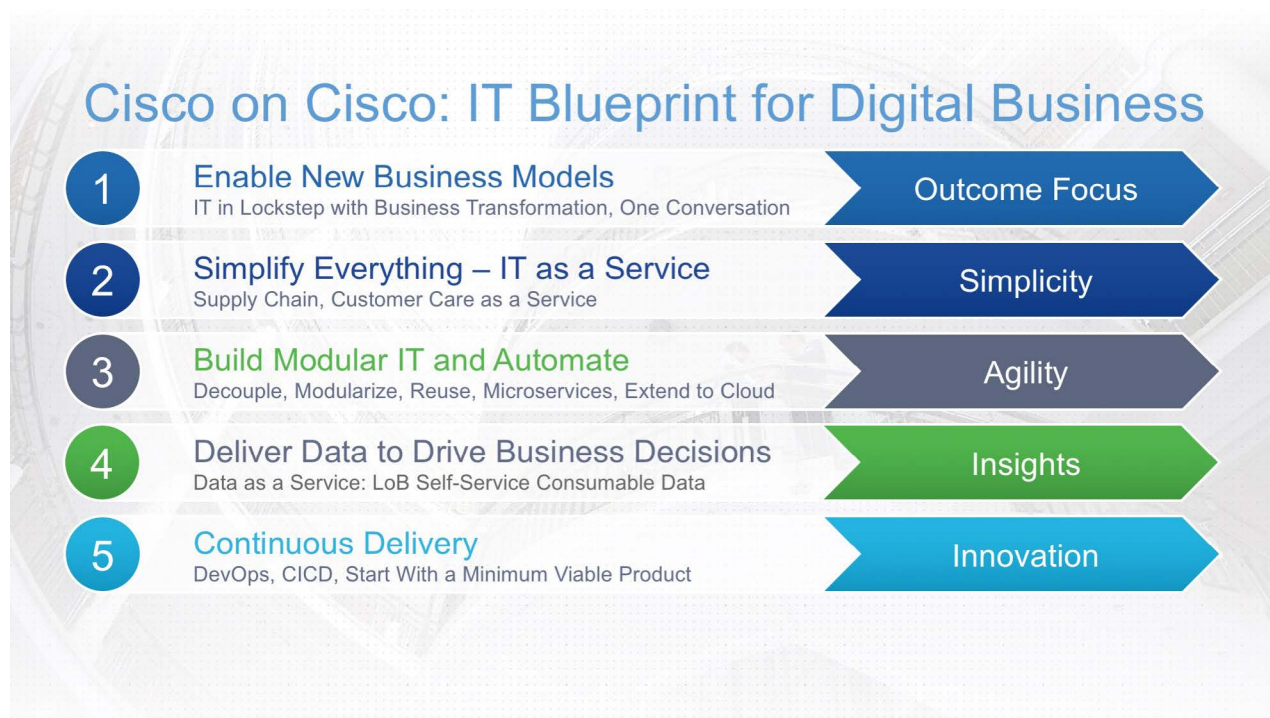 Cisco on Cisco: IT Blueprint for Digital Business
1
Enable New Business Models
IT in Lockstep with Business Transformation, One Conversation
Outcome Focus
2
Simplify Everything – IT as a Service
Supply Chain, Customer Care as a Service
Simplicity
3
Build Modular IT and Automate
Decouple, Modularize, Reuse, Microservices, Extend to Cloud
Agility
4
Deliver Data to Drive Business Decisions
Data as a Service: LoB Self-Service Consumable Data
Insights
5
Continuous Delivery
DevOps, CICD, Start With a Minimum Viable Product
Innovation